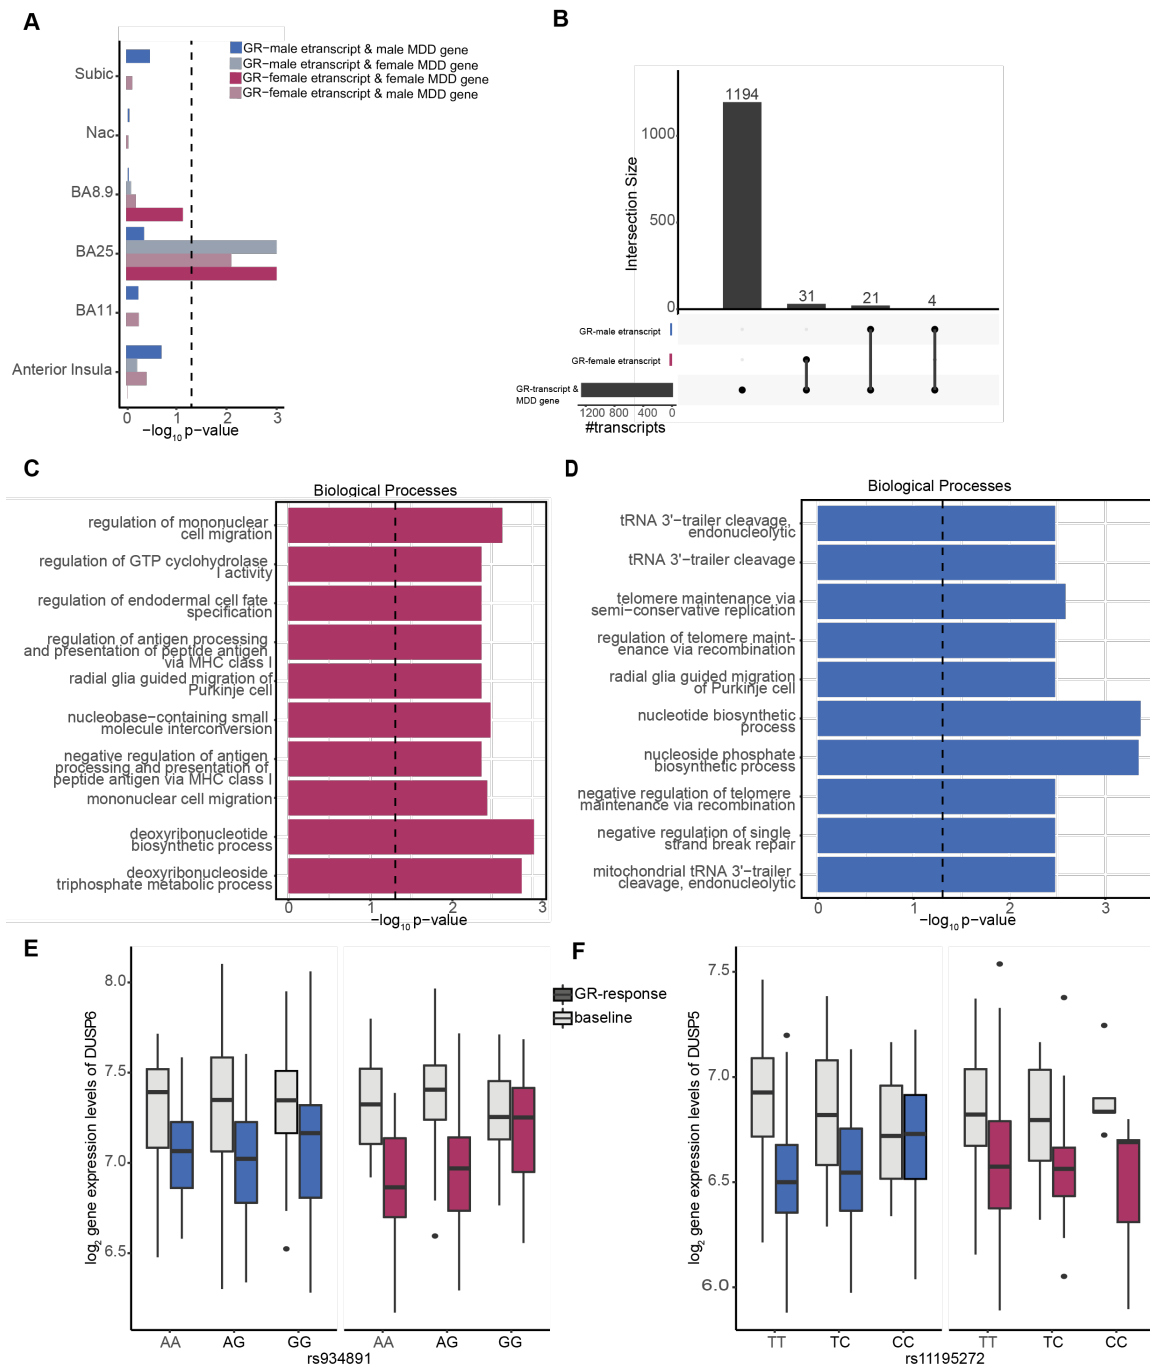 A
GR−male etranscript & male MDD gene
GR−male etranscript & female MDD gene
GR−female etranscript & female MDD gene
GR−female etranscript & male MDD gene
Subic
Nac
BA8.9
BA25
BA11
Anterior Insula
0 1 2 3
−log10 p−value
B
1194
1000
500
0
31
21
4
Intersection Size
GR-male etranscript
GR-female etranscript
GR-transcript &
MDD gene
1200 800 400 0
#transcripts
C
Biological Processes
regulation of mononuclear
cell migration
regulation of GTP cyclohydrolase
I activity
regulation of endodermal cell fate
specification
regulation of antigen processing
and presentation of peptide antigen
via MHC class I
radial glia guided migration of
Purkinje cell
nucleobase−containing small
molecule interconversion
negative regulation of antigen
processing and presentation of
peptide antigen via MHC class I
mononuclear cell migration
deoxyribonucleotide
biosynthetic process
deoxyribonucleoside
triphosphate metabolic process
0 1 2 3
−log10 p−value
D
Biological Processes
tRNA 3'−trailer cleavage,
endonucleolytic
tRNA 3'−trailer cleavage
telomere maintenance via
semi−conservative replication
regulation of telomere maint-
enance via recombination
radial glia guided migration
of Purkinje cell
nucleotide biosynthetic
process
nucleoside phosphate
biosynthetic process
negative regulation of telomere
maintenance via recombination
negative regulation of single
strand break repair
mitochondrial tRNA 3'−trailer
cleavage, endonucleolytic
0 1 2 3
−log10 p−value
E
log2 gene expression levels of DUSP6
8.0
7.5
7.0
6.5
AA AG GG AA AG GG
rs934891
GR-response
baseline
F
log2 gene expression levels of DUSP5
7.5
7.0
6.5
6.0
TT TC CC TT TC CC
rs11195272